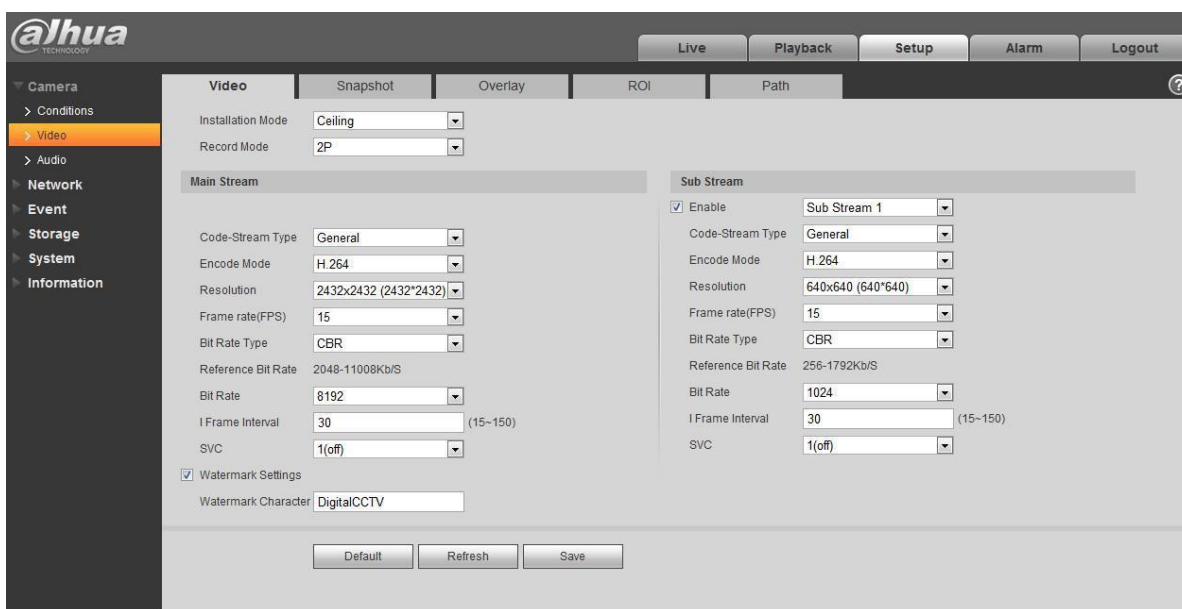 alhua
TECHNOLOGY
Live Playback Setup Alarm Logout
Camera
> Conditions
> Video
> Audio
Network
Event
Storage
System
Information
Video Snapshot Overlay ROI Path
?
Installation Mode Ceiling
Record Mode 2P
Main Stream
Code-Stream Type General
Encode Mode H.264
Resolution 2432x2432 (2432*2432)
Frame rate(FPS) 15
Bit Rate Type CBR
Reference Bit Rate 2048-11008Kb/S
Bit Rate 8192
I Frame Interval 30 (15~150)
SVC 1(off)
Watermark Settings
Watermark Character DigitalCCTV
Sub Stream
Enable Sub Stream 1
Code-Stream Type General
Encode Mode H.264
Resolution 640x640 (640*640)
Frame rate(FPS) 15
Bit Rate Type CBR
Reference Bit Rate 256-1792Kb/S
Bit Rate 1024
I Frame Interval 30 (15~150)
SVC 1(off)
Default Refresh Save